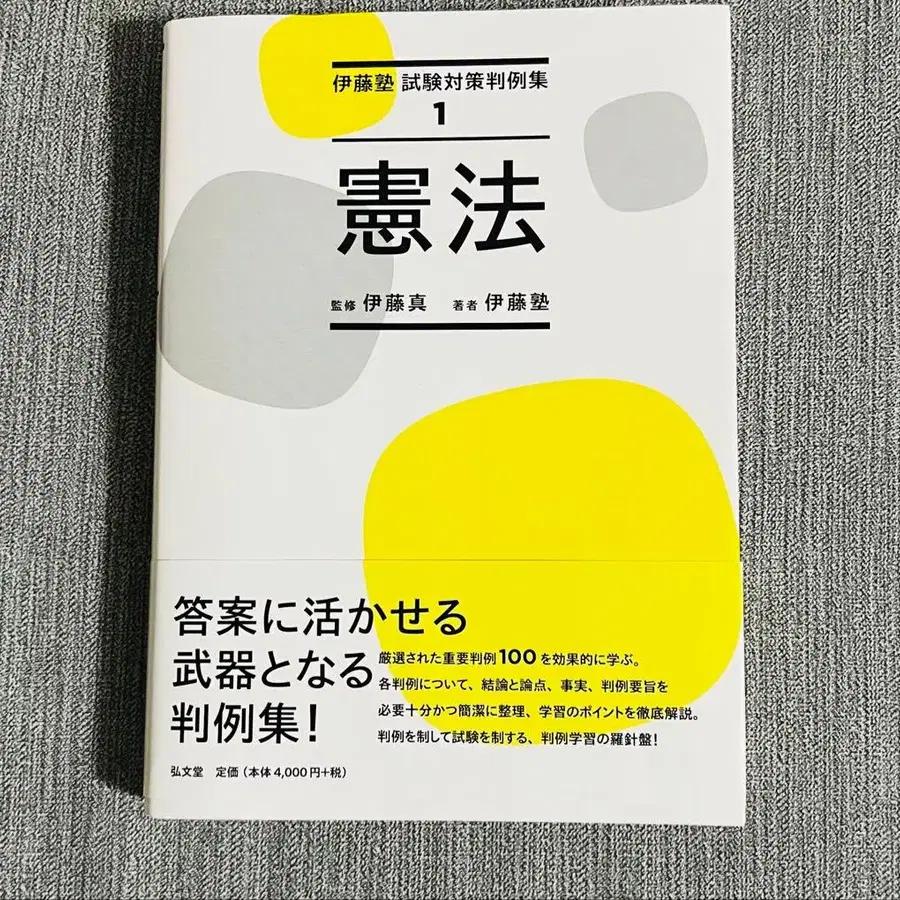 伊藤塾 試験対策判例集
1
憲法
監修 伊藤真 著者 伊藤塾
答案に活かせる
武器となる
判例集!
厳選された重要判例100を効果的に学ぶ。
各判例について、結論と論点、事実、判例要旨を
必要十分かつ簡潔に整理、学習のポイントを徹底解説。
判例を制して試験を制する、判例学習の羅針盤!
弘文堂 定価(本体4,000円+税)